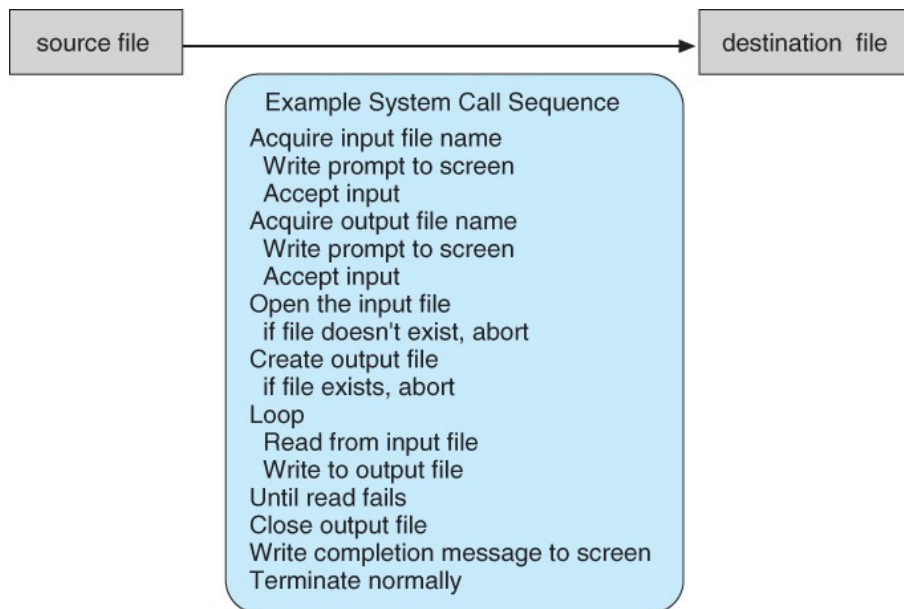 source file
destination file
Example System Call Sequence
Acquire input file name
Write prompt to screen
Accept input
Acquire output file name
Write prompt to screen
Accept input
Open the input file
if file doesn't exist, abort
Create output file
if file exists, abort
Loop
Read from input file
Write to output file
Until read fails
Close output file
Write completion message to screen
Terminate normally